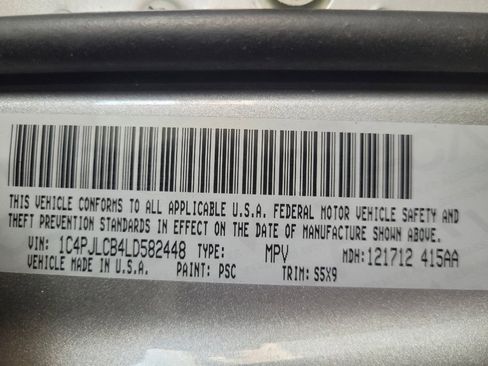 THIS VEHICLE CONFORMS TO ALL APPLICABLE U.S.A. FEDERAL MOTOR VEHICLE SAFETY AND
THEFT PREVENTION STANDARDS IN EFFECT ON THE DATE OF MANUFACTURE SHOWN ABOVE.
VIN: 1C4PJLCB4LD582448 TYPE: MPV MDH: 121712 415AA
VEHICLE MADE IN U.S.A. PAINT: PSC TRIM: S5X9